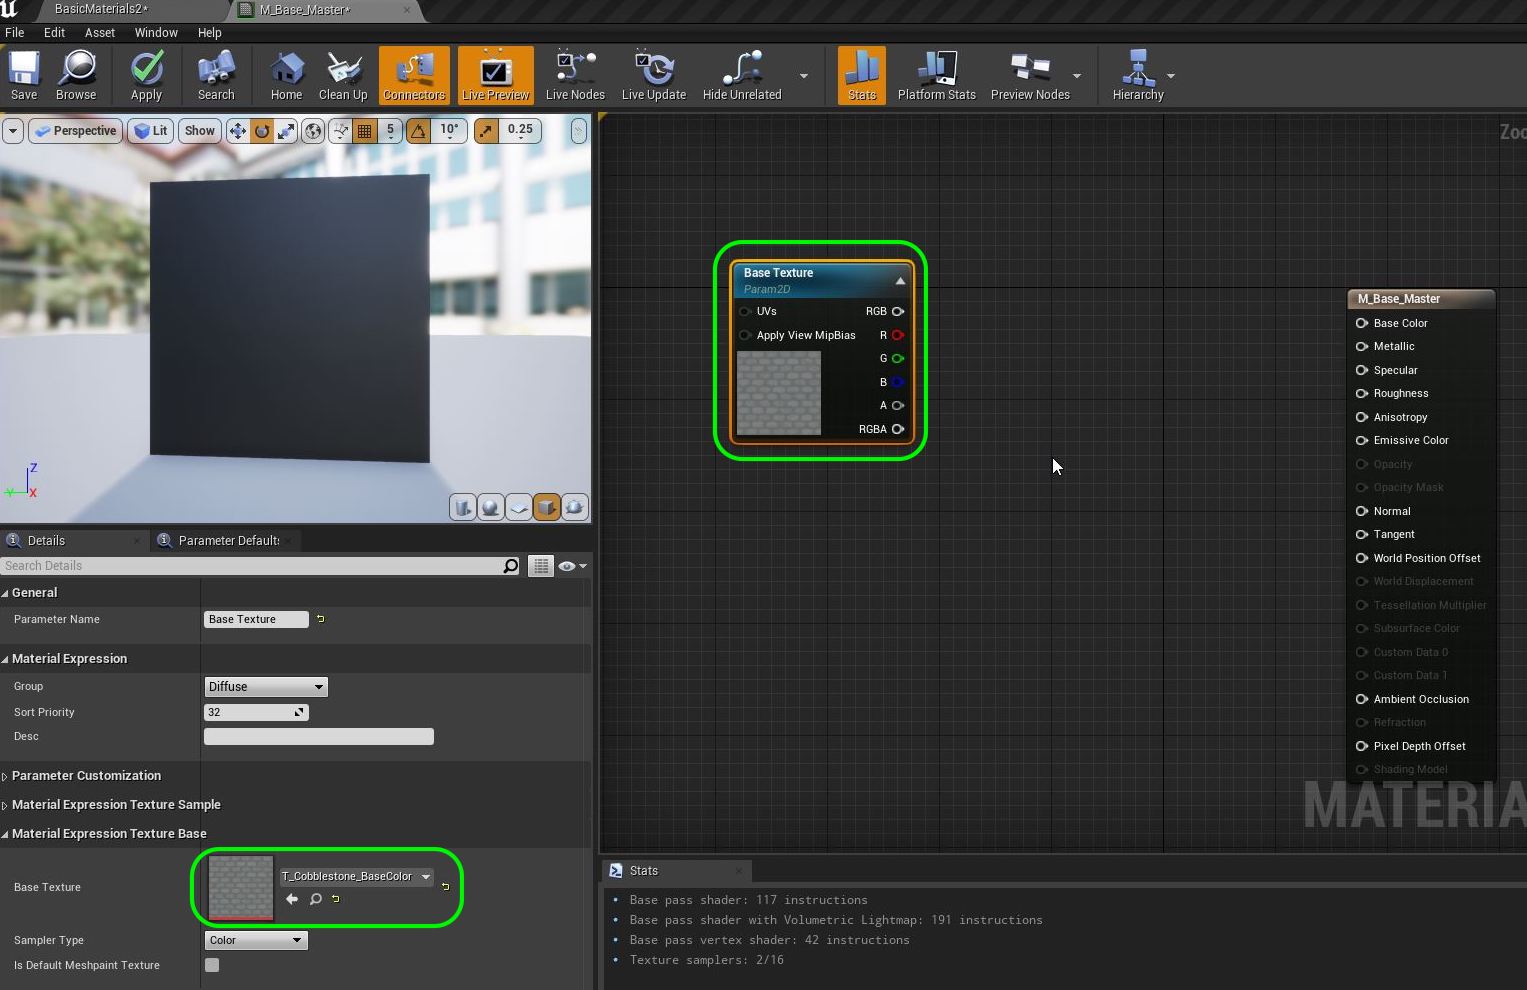 BasicMaterials2*
M_Base_Master*
File Edit Asset Window Help
Save Browse Apply Search Home Clean Up Connectors Live Preview Live Nodes Live Update Hide Unrelated Stats Platform Stats Preview Nodes Hierarchy
Perspective Lit Show 5 10° 0.25
Z
Y X
Zoo
Base Texture
Param2D
UVs RGB
Apply View MipBias R
G
B
A
RGBA
M_Base_Master
Base Color
Metallic
Specular
Roughness
Anisotropy
Emissive Color
Opacity
Opacity Mask
Normal
Tangent
World Position Offset
World Displacement
Tessellation Multiplier
Subsurface Color
Custom Data 0
Custom Data 1
Ambient Occlusion
Refraction
Pixel Depth Offset
Shading Model
MATERIA
Details Parameter Defaults
Search Details
General
Parameter Name Base Texture
Material Expression
Group Diffuse
Sort Priority 32
Desc
Parameter Customization
Material Expression Texture Sample
Material Expression Texture Base
Base Texture T_Cobblestone_BaseColor
Sampler Type Color
Is Default Meshpaint Texture
Stats
Base pass shader: 117 instructions
Base pass shader with Volumetric Lightmap: 191 instructions
Base pass vertex shader: 42 instructions
Texture samplers: 2/16